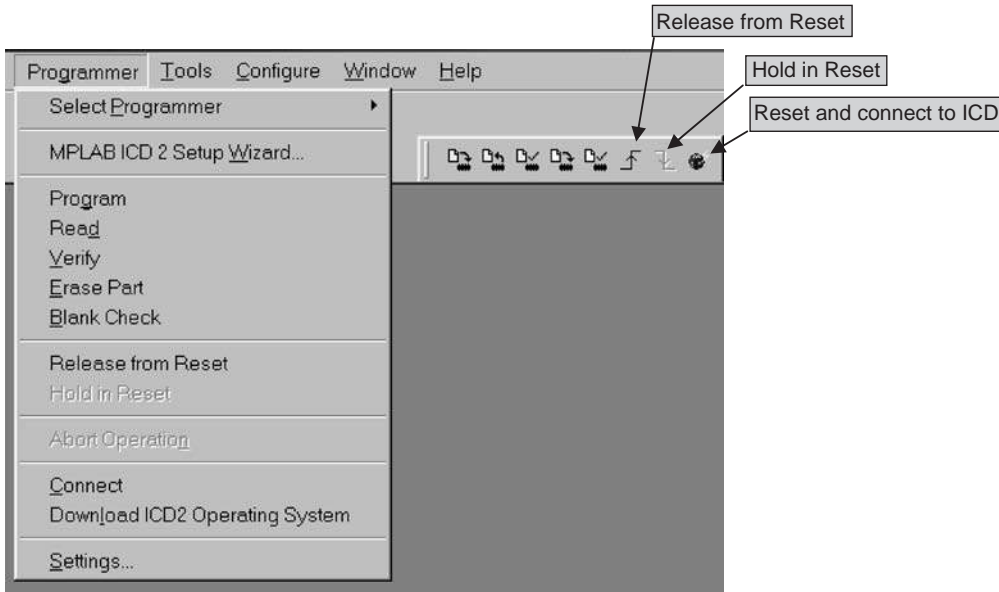 Release from Reset
Programmer Tools Configure Window Help
Hold in Reset
Reset and connect to ICD
Select Programmer
MPLAB ICD 2 Setup Wizard...
Program
Read
Verify
Erase Part
Blank Check
Release from Reset
Hold in Reset
Abort Operation
Connect
Download ICD2 Operating System
Settings...